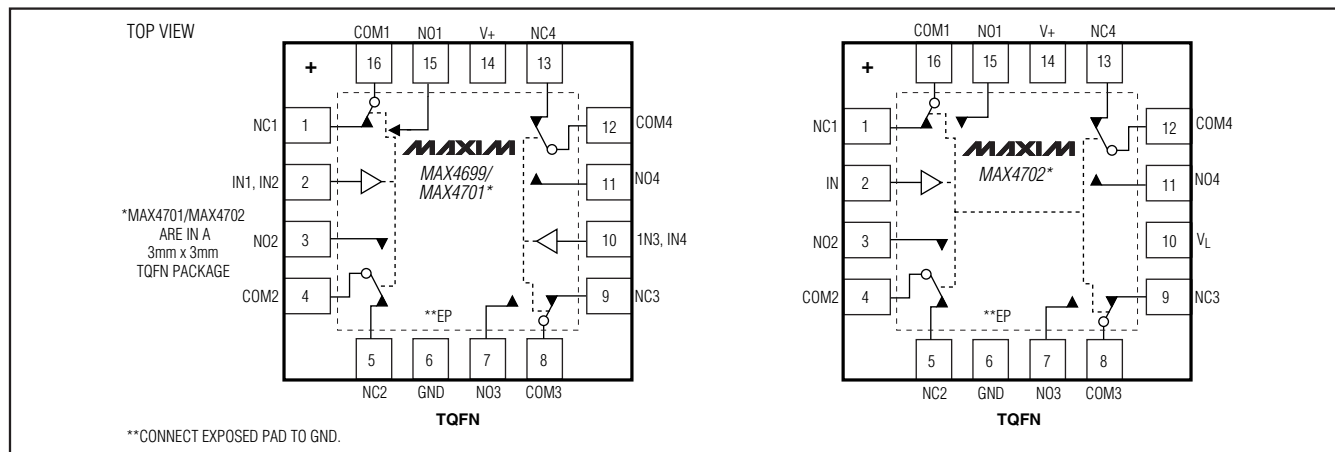 TOP VIEW
COM1 NO1 V+ NC4
+ 16 15 14 13
NC1 1
12 COM4
MAXIM
MAX4699/
MAX4701*
IN1, IN2 2
11 NO4
*MAX4701/MAX4702
ARE IN A
3mm x 3mm
TQFN PACKAGE
NO2 3
10 1N3, IN4
COM2 4
9 NC3
**EP
5 6 7 8
NC2 GND NO3 COM3
TQFN
**CONNECT EXPOSED PAD TO GND.
COM1 NO1 V+ NC4
+ 16 15 14 13
NC1 1
12 COM4
MAXIM
MAX4702*
IN 2
11 NO4
NO2 3
10 VL
COM2 4
9 NC3
**EP
5 6 7 8
NC2 GND NO3 COM3
TQFN